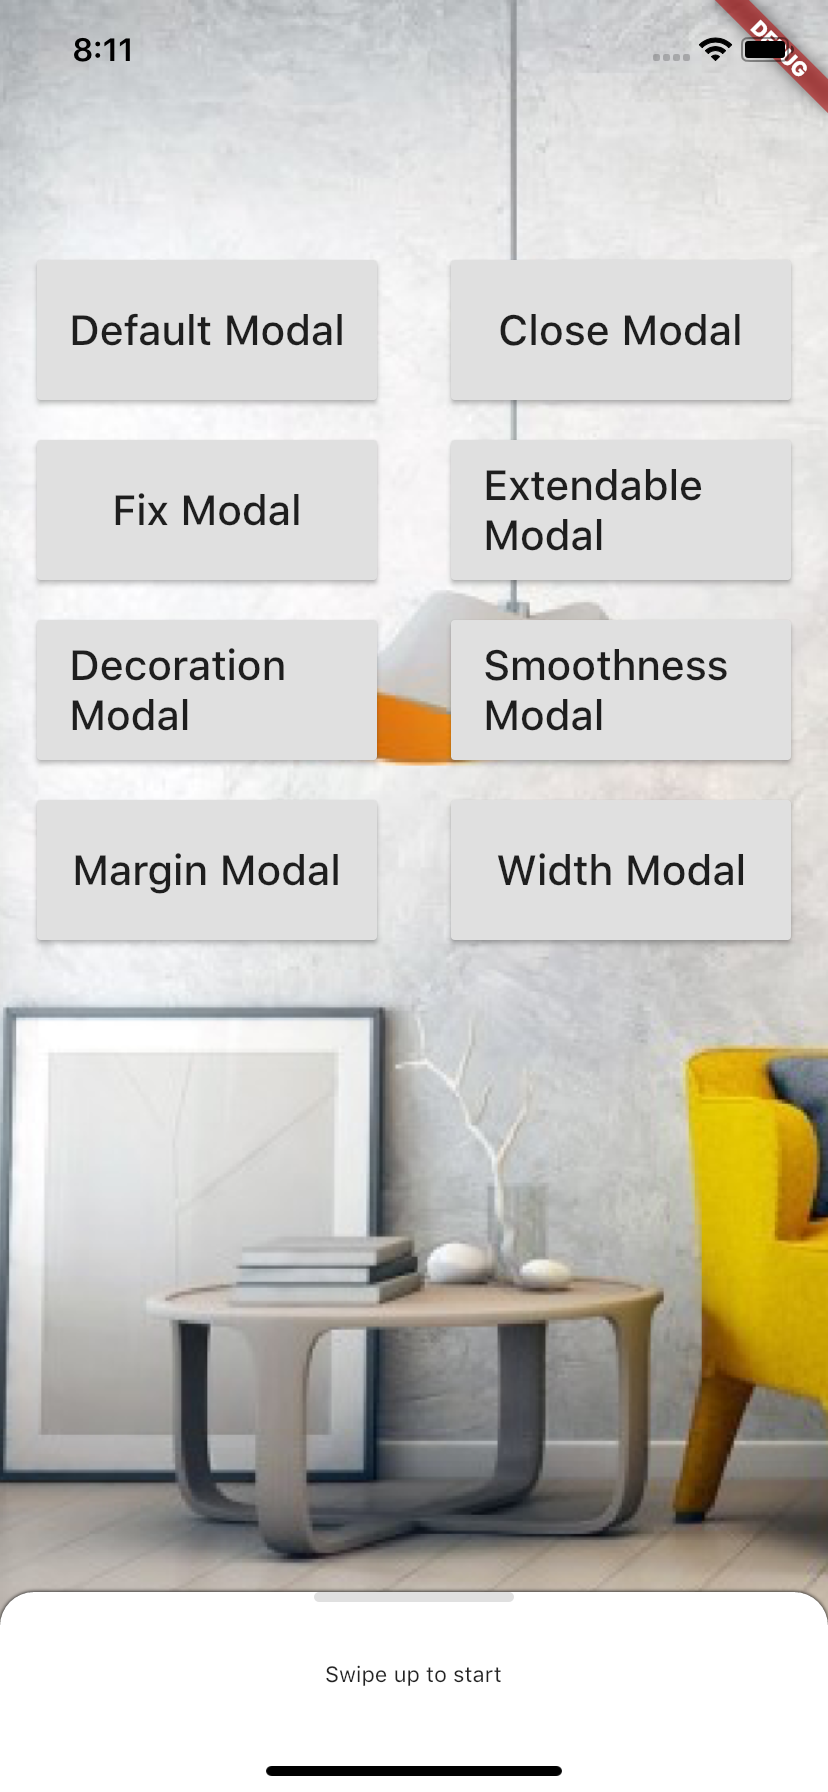 8:11
DEBUG
Default Modal
Close Modal
Fix Modal
Extendable
Modal
Decoration
Modal
Smoothness
Modal
Margin Modal
Width Modal
Swipe up to start